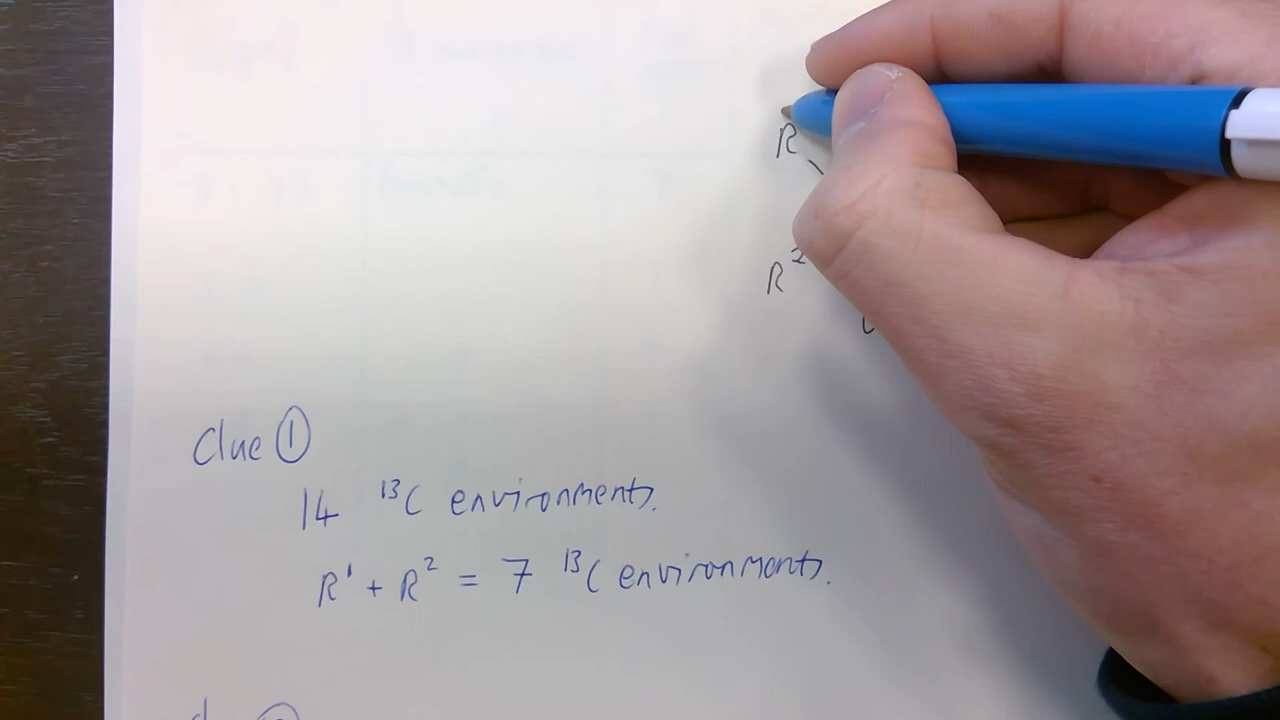 R
R²
Clue ①
14 ¹³C environments.
R¹ + R² = 7 ¹³C environments.